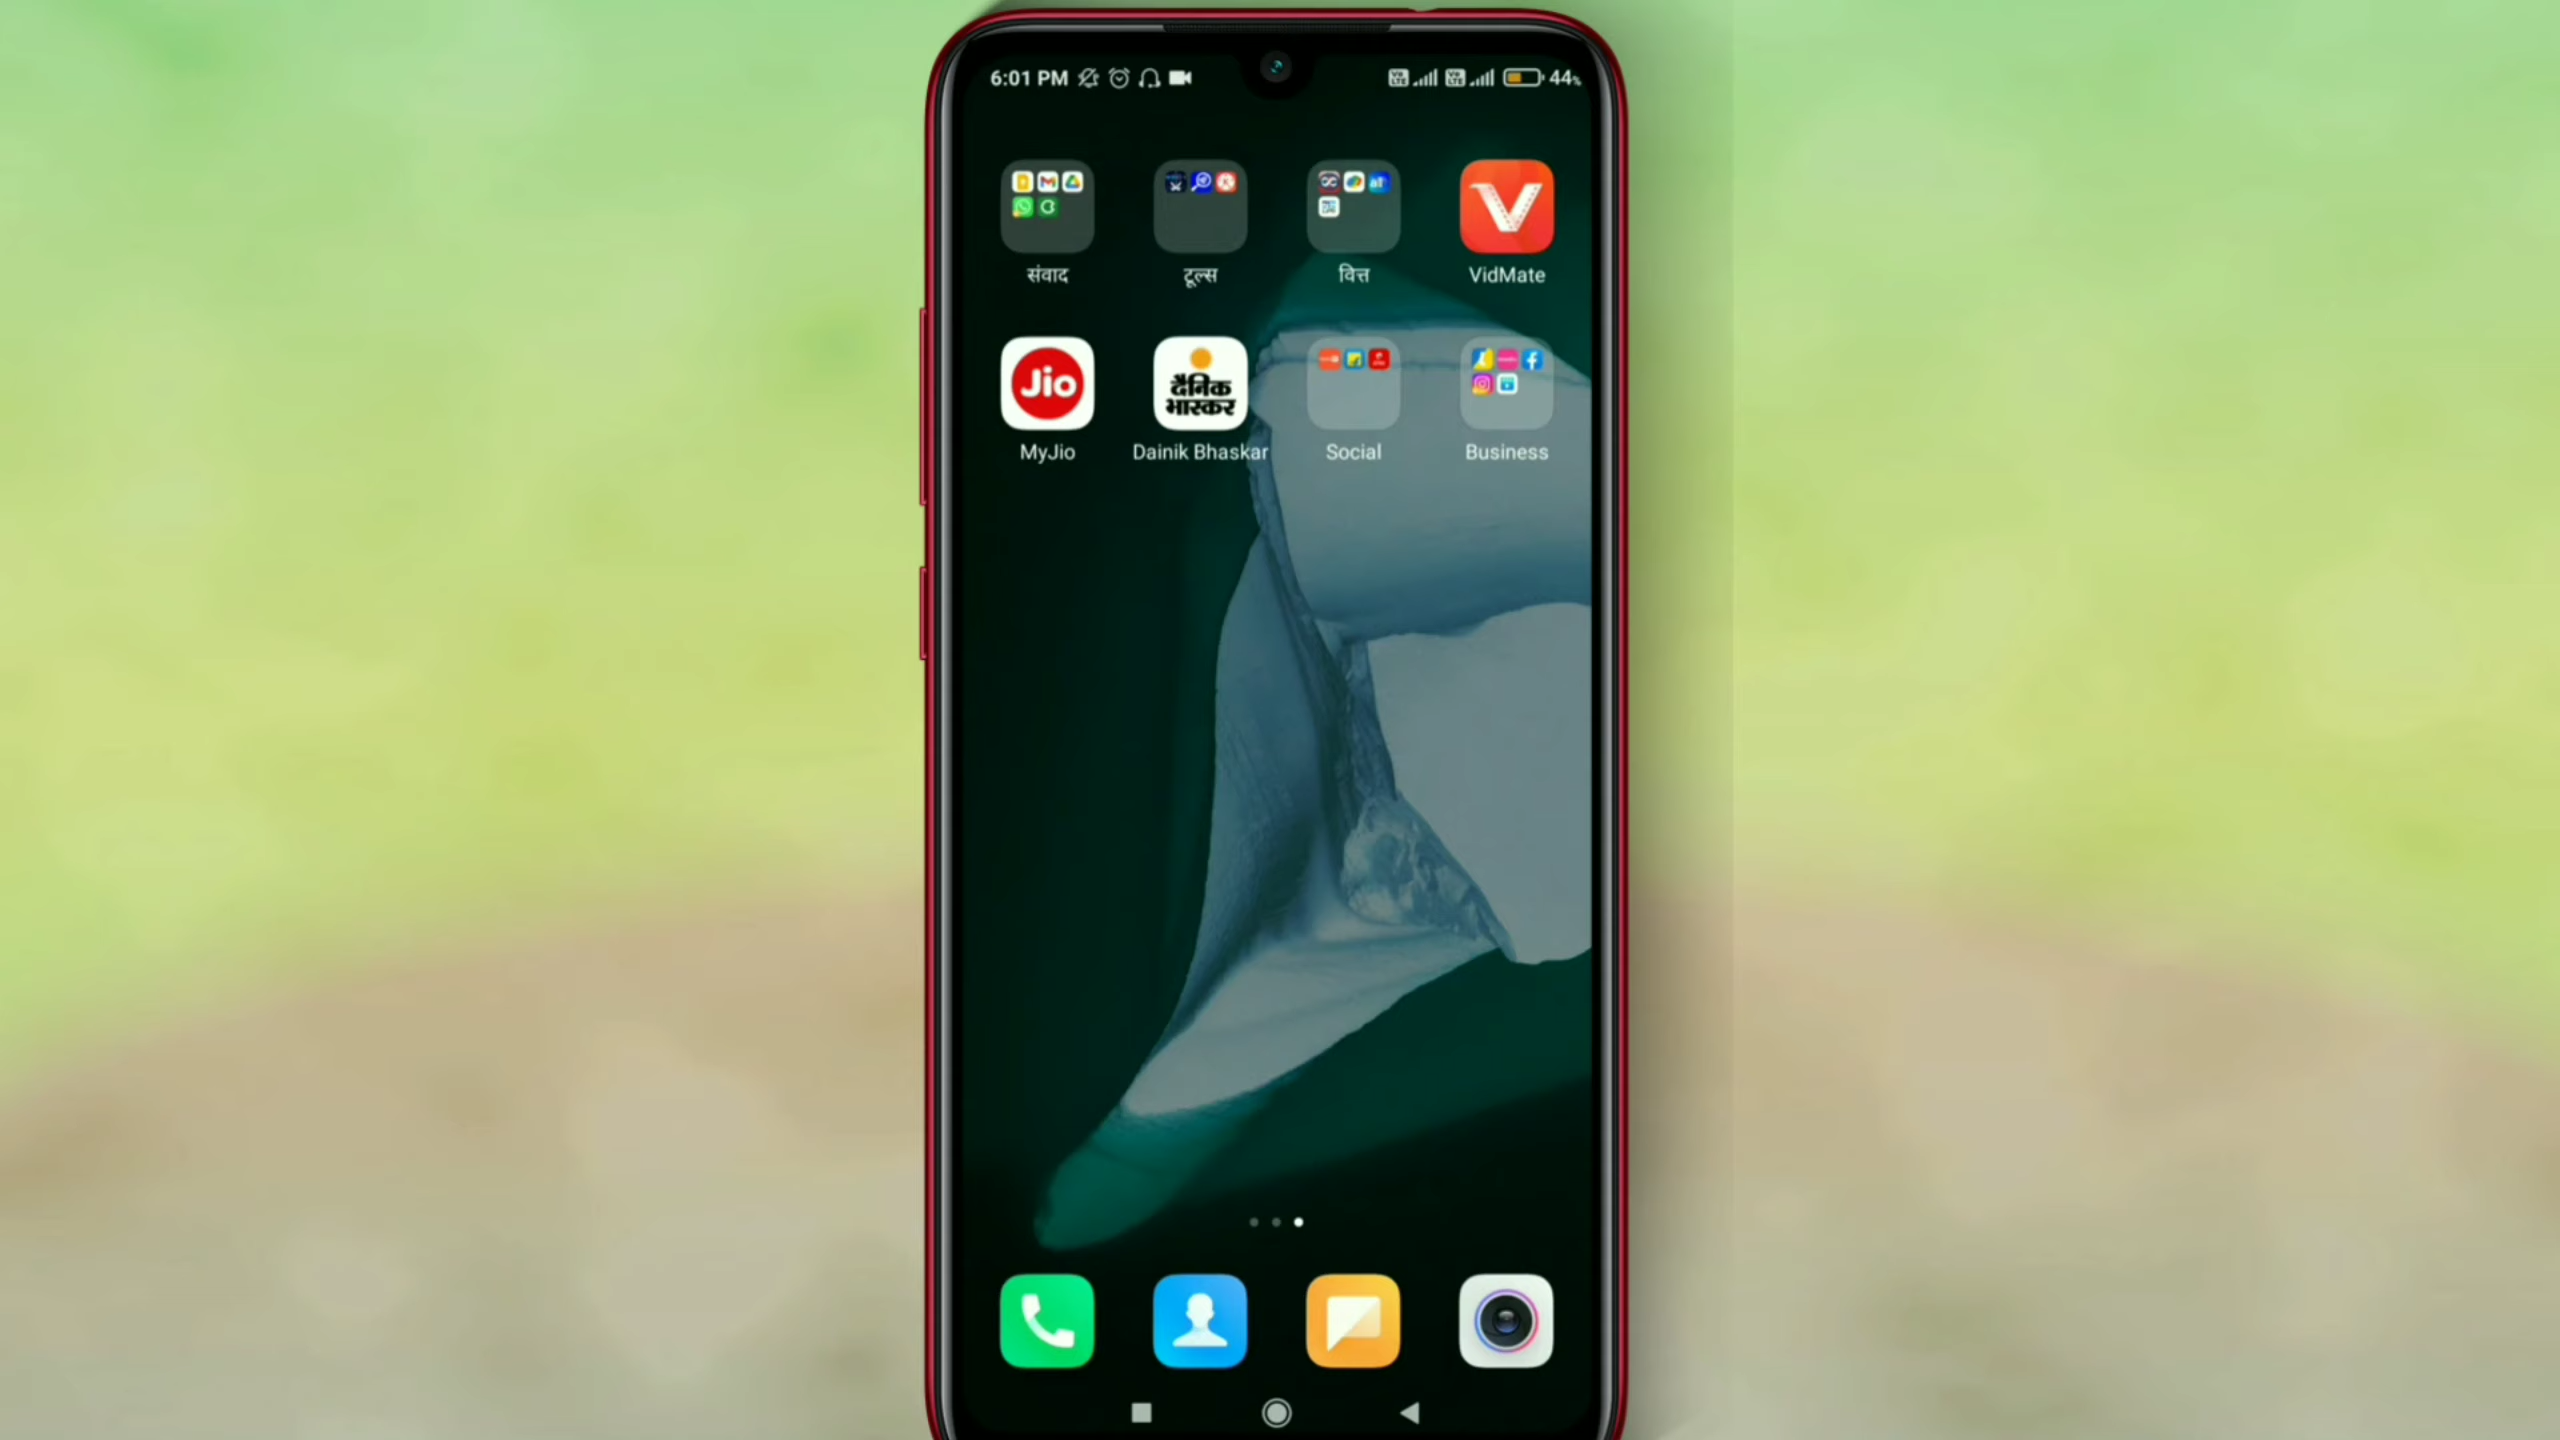 6:01 PM
44%
संवाद
टूल्स
वित्त
VidMate
Jio
दैनिक
भास्कर
MyJio
Dainik Bhaskar
Social
Business